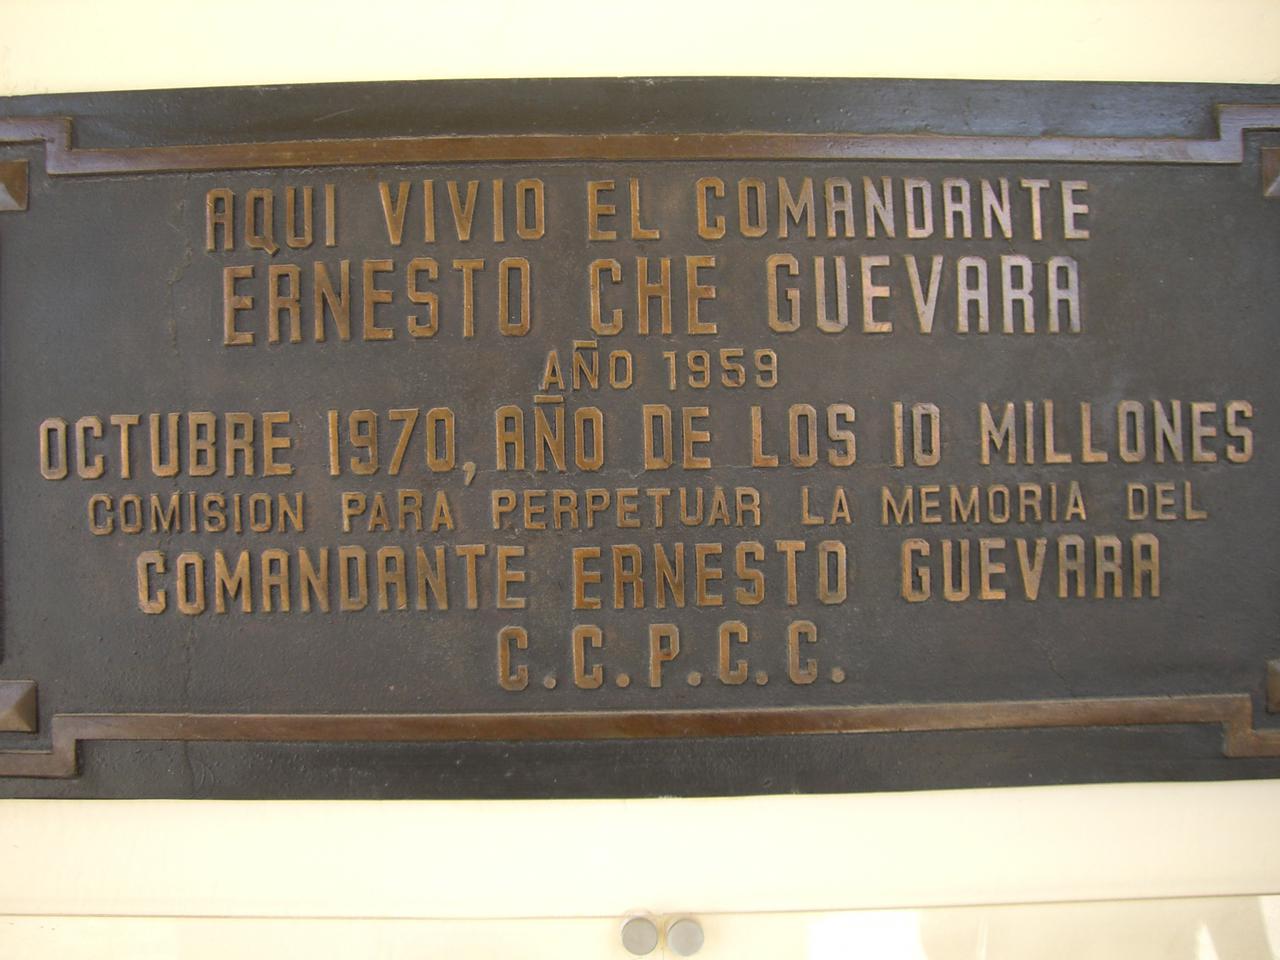 AQUI VIVIO EL COMANDANTE
ERNESTO CHE GUEVARA
AÑO 1959
OCTUBRE 1970, AÑO DE LOS 10 MILLONES
COMISION PARA PERPETUAR LA MEMORIA DEL
COMANDANTE ERNESTO GUEVARA
C.C.P.C.C.